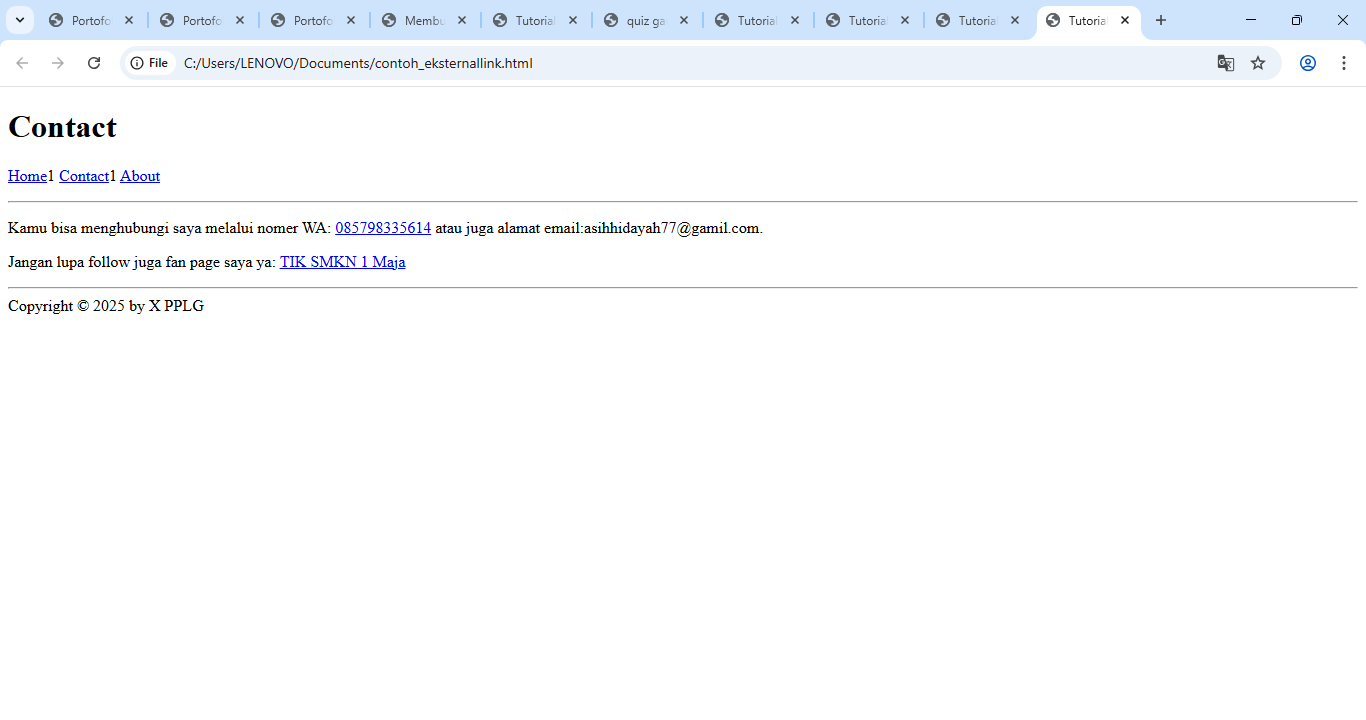 Portofo
Portofo
Portofo
Membu
Tutorial
quiz ga
Tutorial
Tutorial
Tutorial
Tutorial
File
C:/Users/LENOVO/Documents/contoh_eksternallink.html
Contact
Home1 Contact1 About
Kamu bisa menghubungi saya melalui nomer WA: 085798335614 atau juga alamat email:asihhidayah77@gamil.com.
Jangan lupa follow juga fan page saya ya: TIK SMKN 1 Maja
Copyright © 2025 by X PPLG